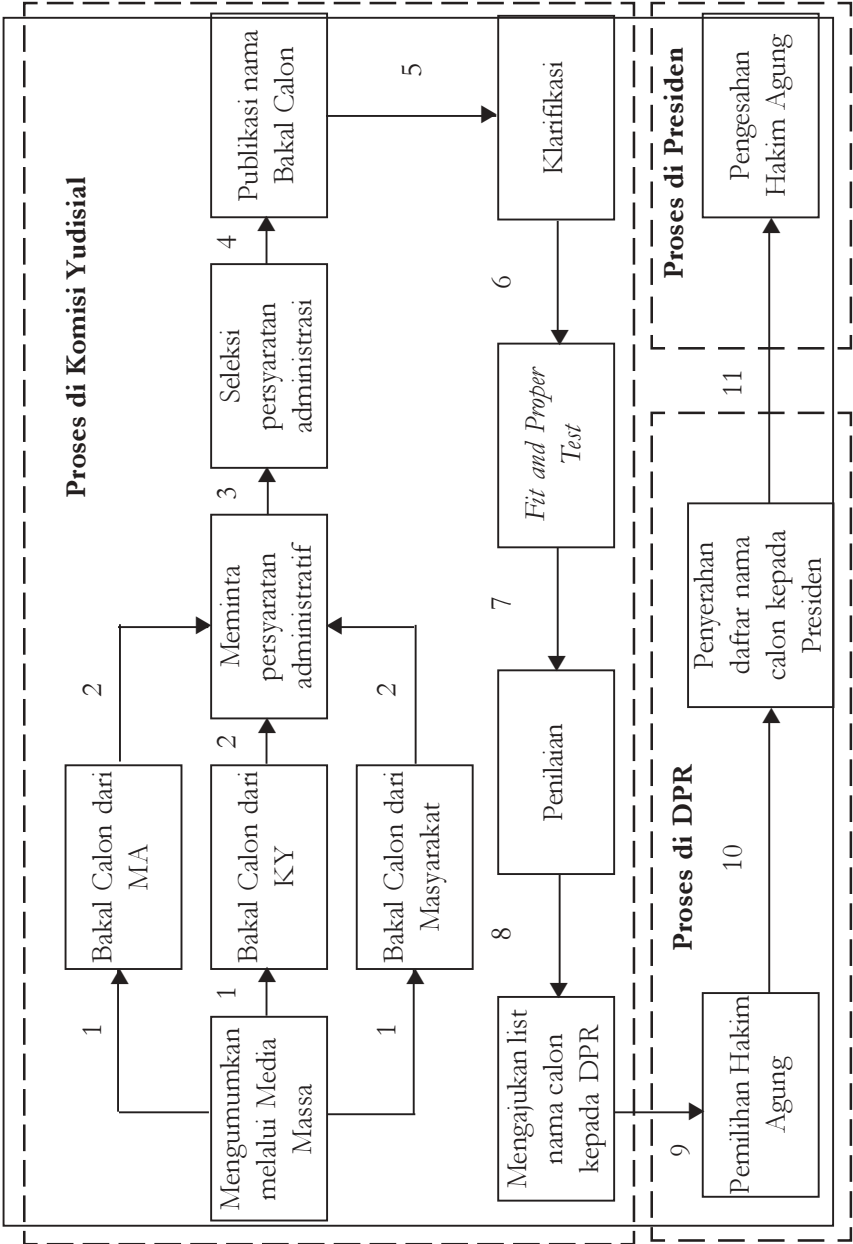 Proses di Komisi Yudisial
Mengumumkan
melalui Media
Massa
1
1
1
Bakal Calon dari
MA
Bakal Calon dari
KY
Bakal Calon dari
Masyarakat
2
2
2
Meminta
persyaratan
administratif
3
Seleksi
persyaratan
administrasi
4
Publikasi nama
Bakal Calon
5
Klarifikasi
6
Fit and Proper
Test
7
Penilaian
8
Mengajukan list
nama calon
kepada DPR
9
Proses di DPR
Pemilihan Hakim
Agung
10
Penyerahan
daftar nama
calon kepada
Presiden
11
Proses di Presiden
Pengesahan
Hakim Agung